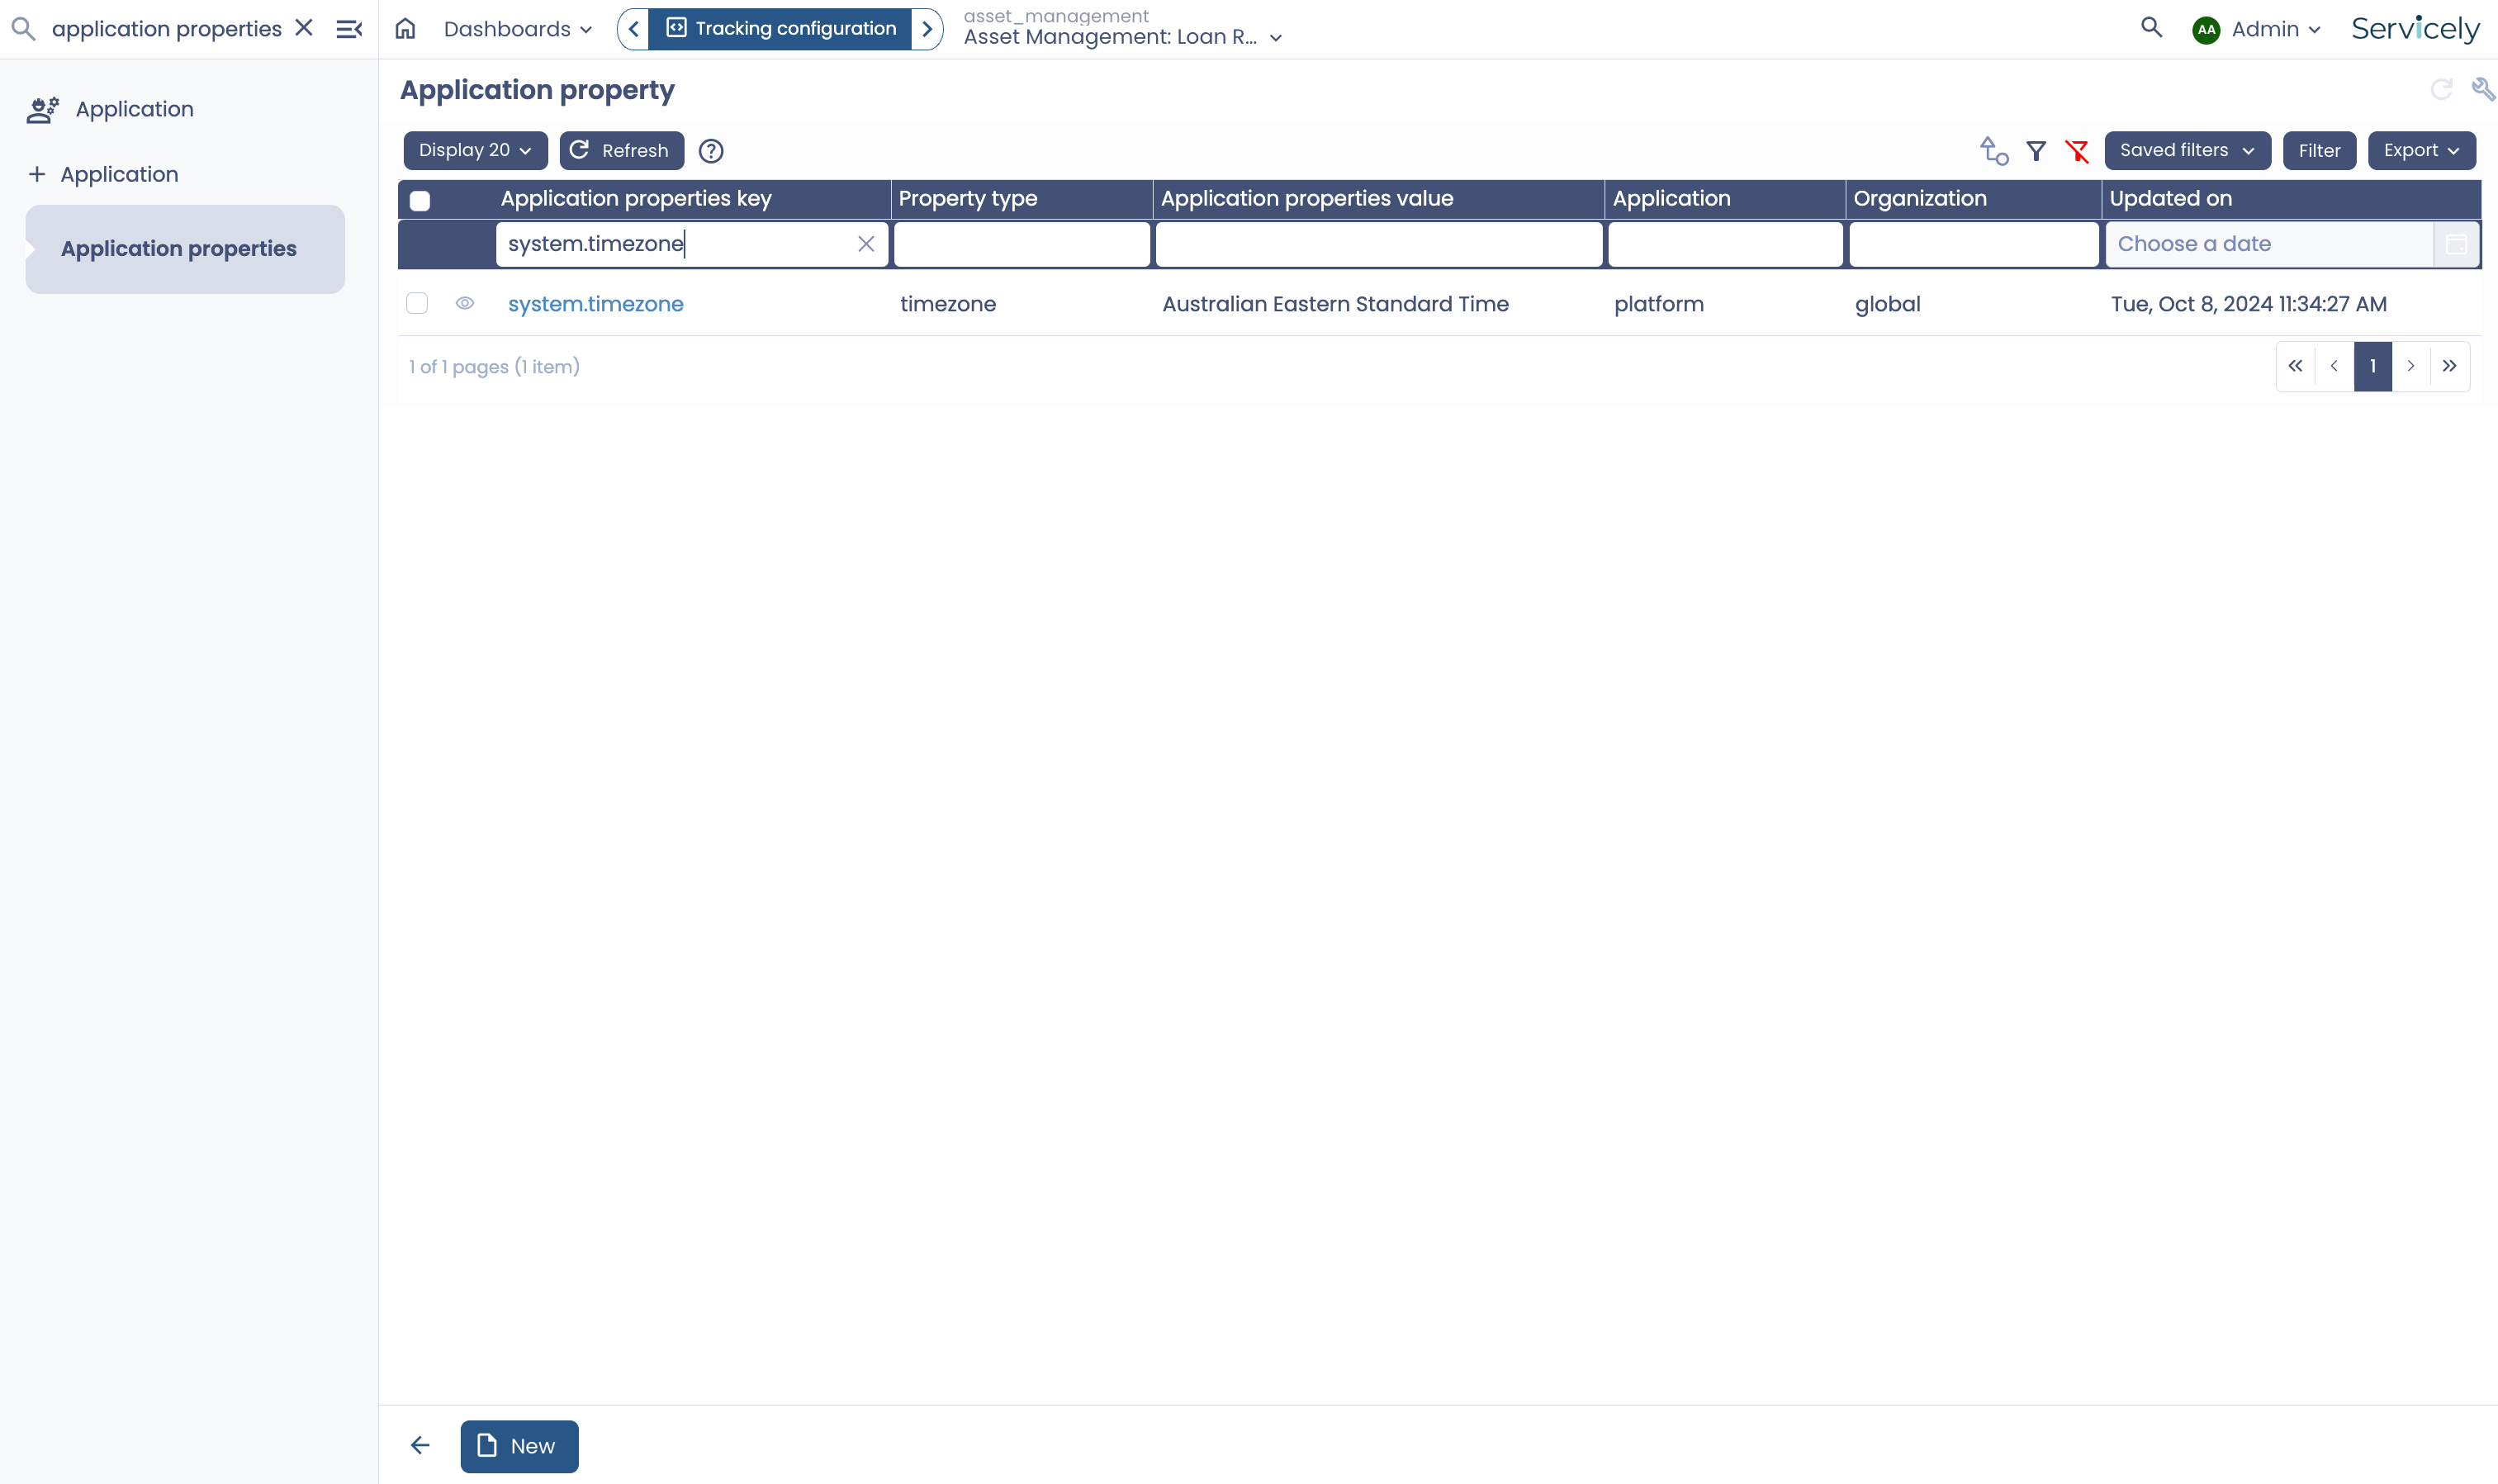 application properties
Dashboards
Tracking configuration
asset_management
Asset Management: Loan R...
AA
Admin
Servicely
Application
Application
Application properties
Application property
Display 20
Refresh
Saved filters
Filter
Export
Application properties key
Property type
Application properties value
Application
Organization
Updated on
system.timezone
Choose a date
system.timezone
timezone
Australian Eastern Standard Time
platform
global
Tue, Oct 8, 2024 11:34:27 AM
1 of 1 pages (1 item)
1
New